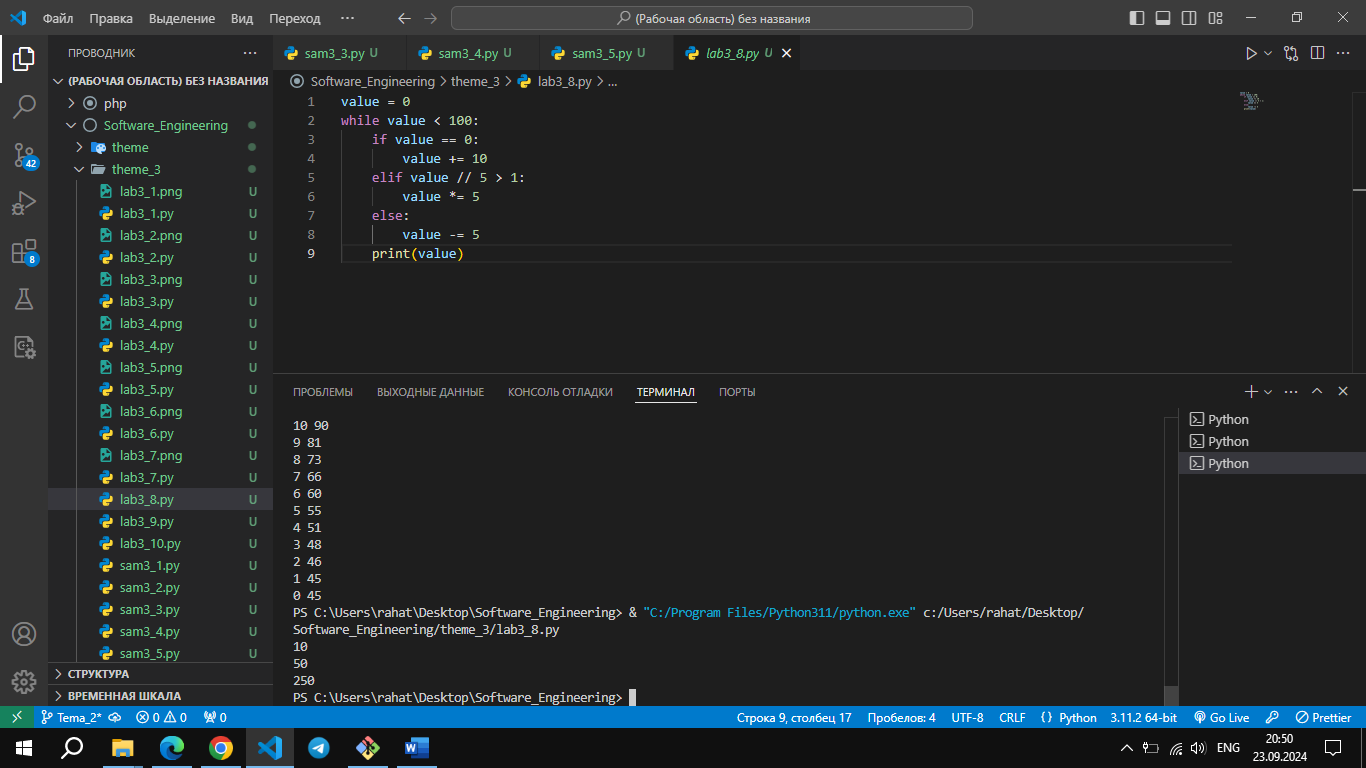 Файл Правка Выделение Вид Переход ···
(Рабочая область) без названия
ПРОВОДНИК ···
(РАБОЧАЯ ОБЛАСТЬ) БЕЗ НАЗВАНИЯ
php
Software_Engineering
theme
theme_3
lab3_1.png U
lab3_1.py U
lab3_2.png U
lab3_2.py U
lab3_3.png U
lab3_3.py U
lab3_4.png U
lab3_4.py U
lab3_5.png U
lab3_5.py U
lab3_6.png U
lab3_6.py U
lab3_7.png U
lab3_7.py U
lab3_8.py U
lab3_9.py U
lab3_10.py U
sam3_1.py U
sam3_2.py U
sam3_3.py U
sam3_4.py U
sam3_5.py U
СТРУКТУРА
ВРЕМЕННАЯ ШКАЛА
42
8
sam3_3.py U sam3_4.py U sam3_5.py U lab3_8.py U
Software_Engineering > theme_3 > lab3_8.py > ...
1 value = 0
2 while value < 100:
3 if value == 0:
4 value += 10
5 elif value // 5 > 1:
6 value *= 5
7 else:
8 value -= 5
9 print(value)
ПРОБЛЕМЫ ВЫХОДНЫЕ ДАННЫЕ КОНСОЛЬ ОТЛАДКИ ТЕРМИНАЛ ПОРТЫ
10 90
9 81
8 73
7 66
6 60
5 55
4 51
3 48
2 46
1 45
0 45
PS C:\Users\rahat\Desktop\Software_Engineering> & "C:/Program Files/Python311/python.exe" c:/Users/rahat/Desktop/
Software_Engineering/theme_3/lab3_8.py
10
50
250
PS C:\Users\rahat\Desktop\Software_Engineering>
Python
Python
Python
Tema_2* 0 0 0 Строка 9, столбец 17 Пробелов: 4 UTF-8 CRLF Python 3.11.2 64-bit Go Live Prettier
ENG
20:50
23.09.2024